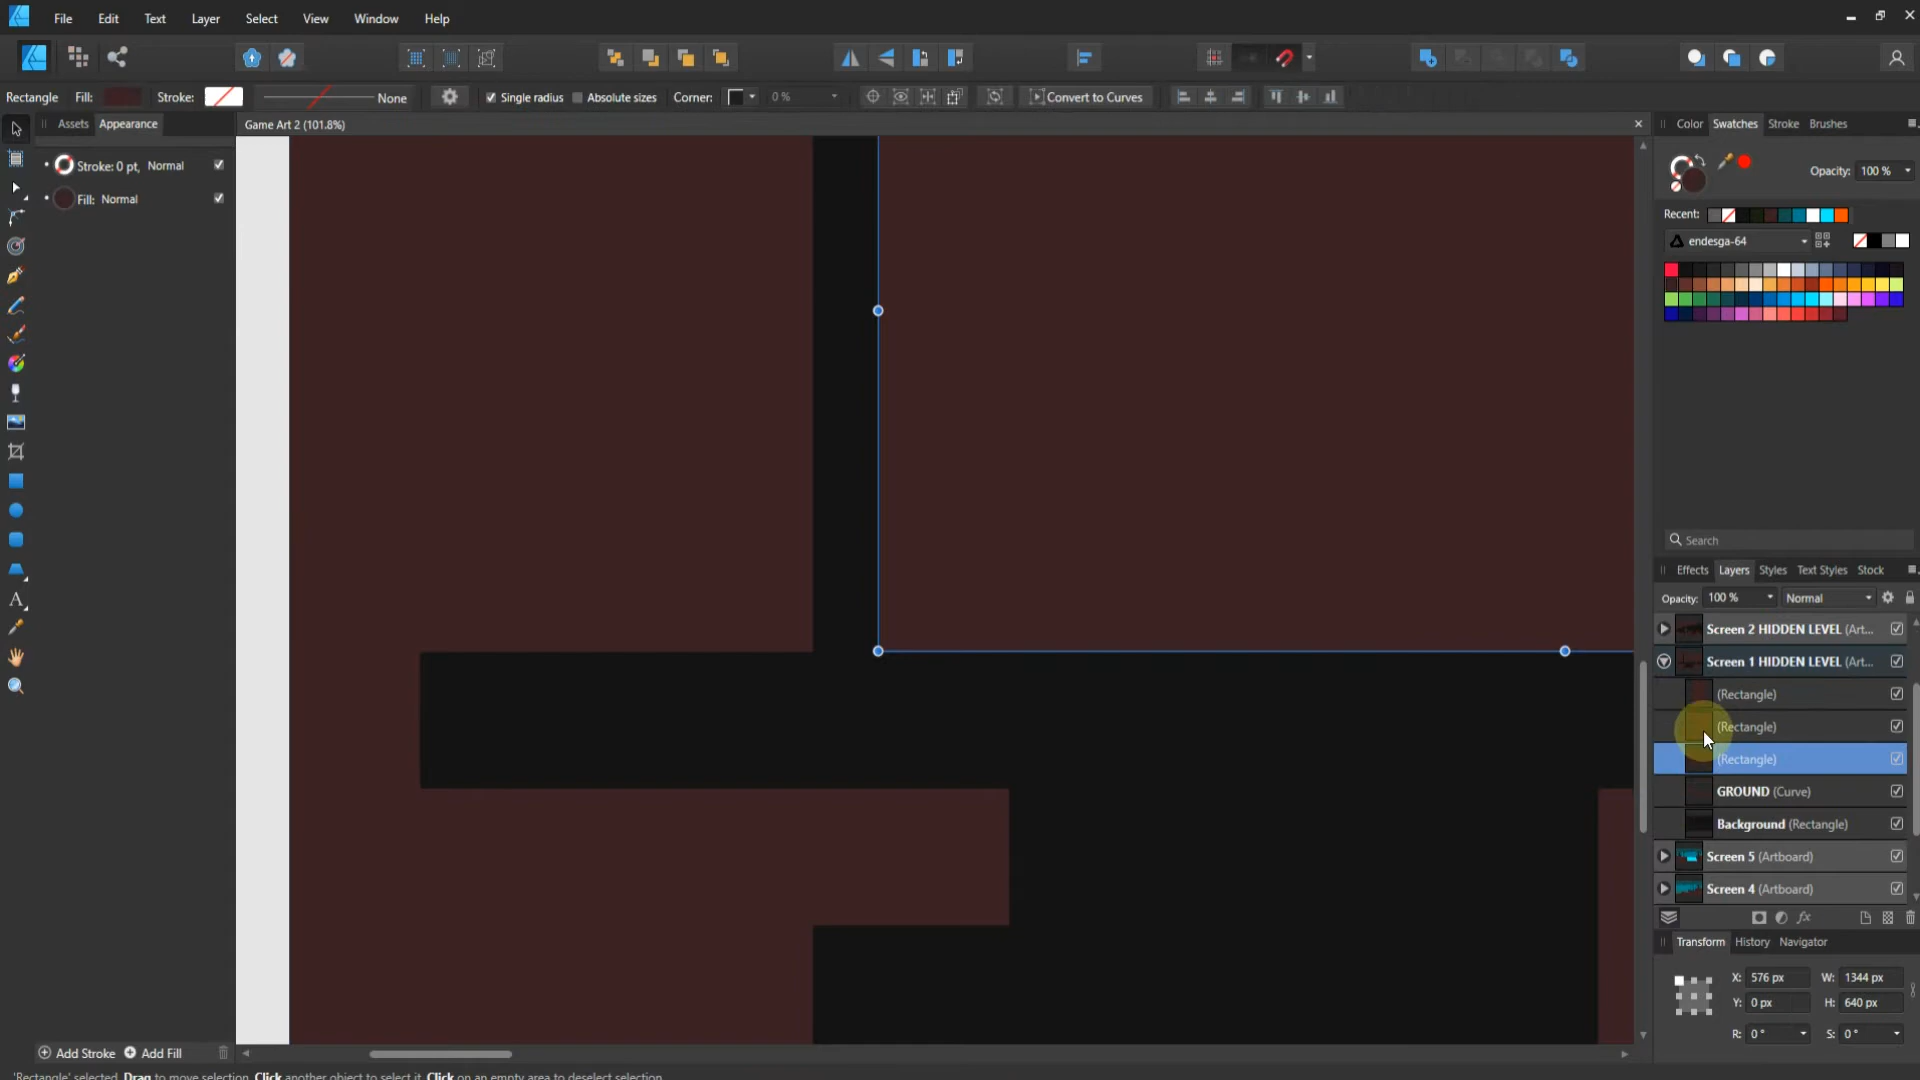 File Edit Text Layer Select View Window Help
Rectangle Fill: Stroke: None Single radius Absolute sizes Corner: 0 % Convert to Curves
Assets Appearance
Game Art 2 (101.8%)
Color Swatches Stroke Brushes
Stroke: 0 pt, Normal
Fill: Normal
Opacity: 100 %
Recent:
endesga-64
Search
Effects Layers Styles Text Styles Stock
Opacity: 100 % Normal
Screen 2 HIDDEN LEVEL (Art...
Screen 1 HIDDEN LEVEL (Art...
(Rectangle)
(Rectangle)
(Rectangle)
GROUND (Curve)
Background (Rectangle)
Screen 5 (Artboard)
Screen 4 (Artboard)
fx
Transform History Navigator
X: 576 px W: 1344 px
Y: 0 px H: 640 px
R: 0° S: 0°
Add Stroke Add Fill
'Rectangle' selected. Drag to move selection. Click another object to select it. Click on an empty area to deselect selection.